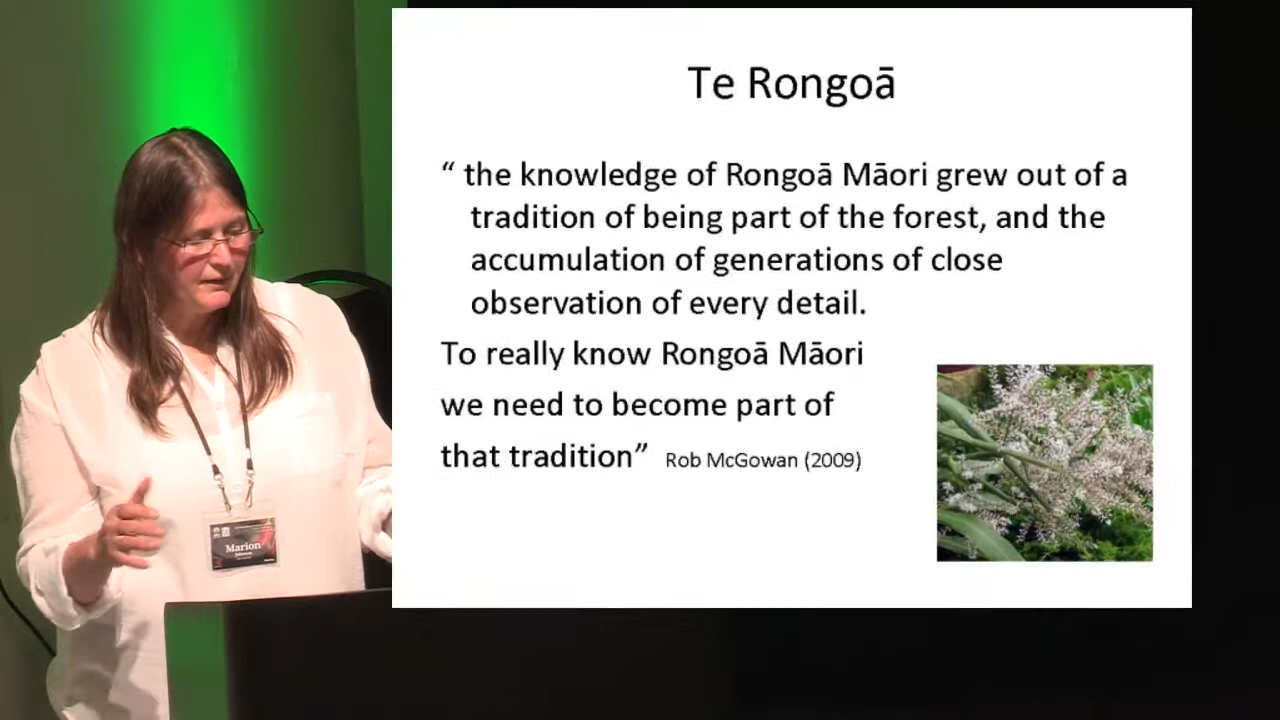 Te Rongoā
“ the knowledge of Rongoā Māori grew out of a
tradition of being part of the forest, and the
accumulation of generations of close
observation of every detail.
To really know Rongoā Māori
we need to become part of
that tradition” Rob McGowan (2009)
Marion